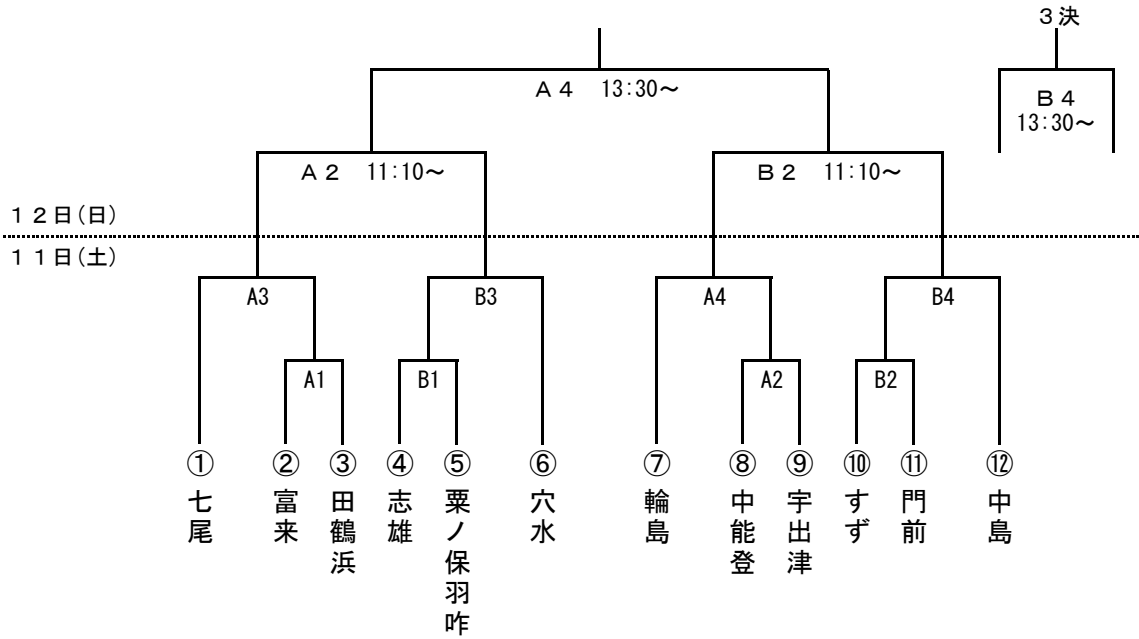 ３決
Ａ４ 13:30～
Ｂ４
13:30～
Ａ２ 11:10～
Ｂ２ 11:10～
１２日(日)
１１日(土)
A3
B3
A4
B4
A1
B1
A2
B2
①
②
③
④
⑤
⑥
⑦
⑧
⑨
⑩
⑪
⑫
七尾
富来
田鶴浜
志雄
粟ノ保羽咋
穴水
輪島
中能登
宇出津
すず
門前
中島